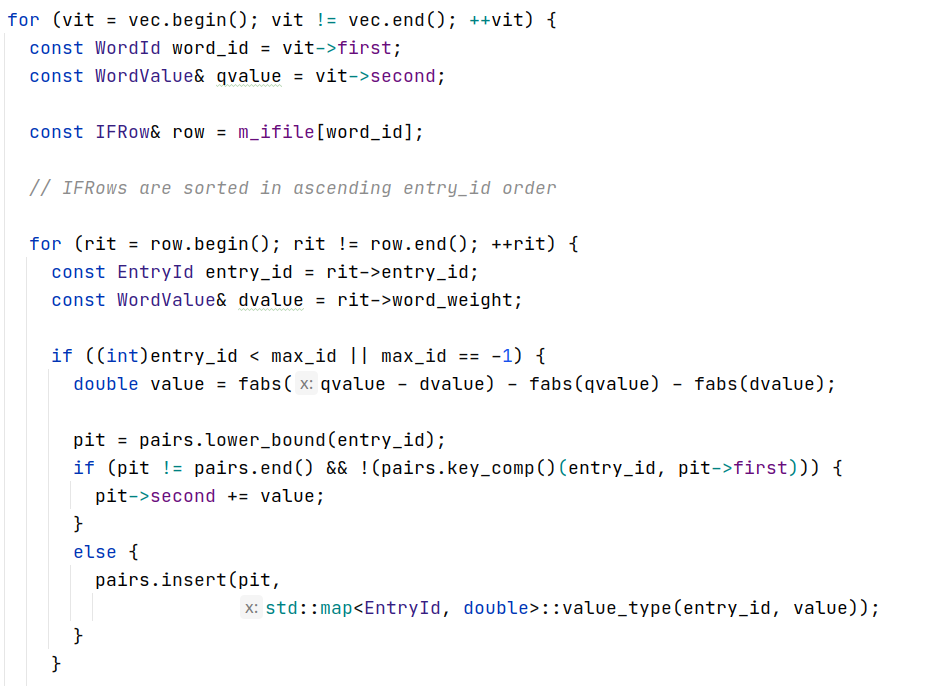 for (vit = vec.begin(); vit != vec.end(); ++vit) {
  const WordId word_id = vit->first;
  const WordValue& qvalue = vit->second;

  const IFRow& row = m_ifile[word_id];

  // IFRows are sorted in ascending entry_id order

  for (rit = row.begin(); rit != row.end(); ++rit) {
    const EntryId entry_id = rit->entry_id;
    const WordValue& dvalue = rit->word_weight;

    if ((int)entry_id < max_id || max_id == -1) {
      double value = fabs( x: qvalue - dvalue) - fabs(qvalue) - fabs(dvalue);

      pit = pairs.lower_bound(entry_id);
      if (pit != pairs.end() && !(pairs.key_comp()(entry_id, pit->first))) {
        pit->second += value;
      }
      else {
        pairs.insert(pit,
                     x: std::map<EntryId, double>::value_type(entry_id, value));
      }
    }